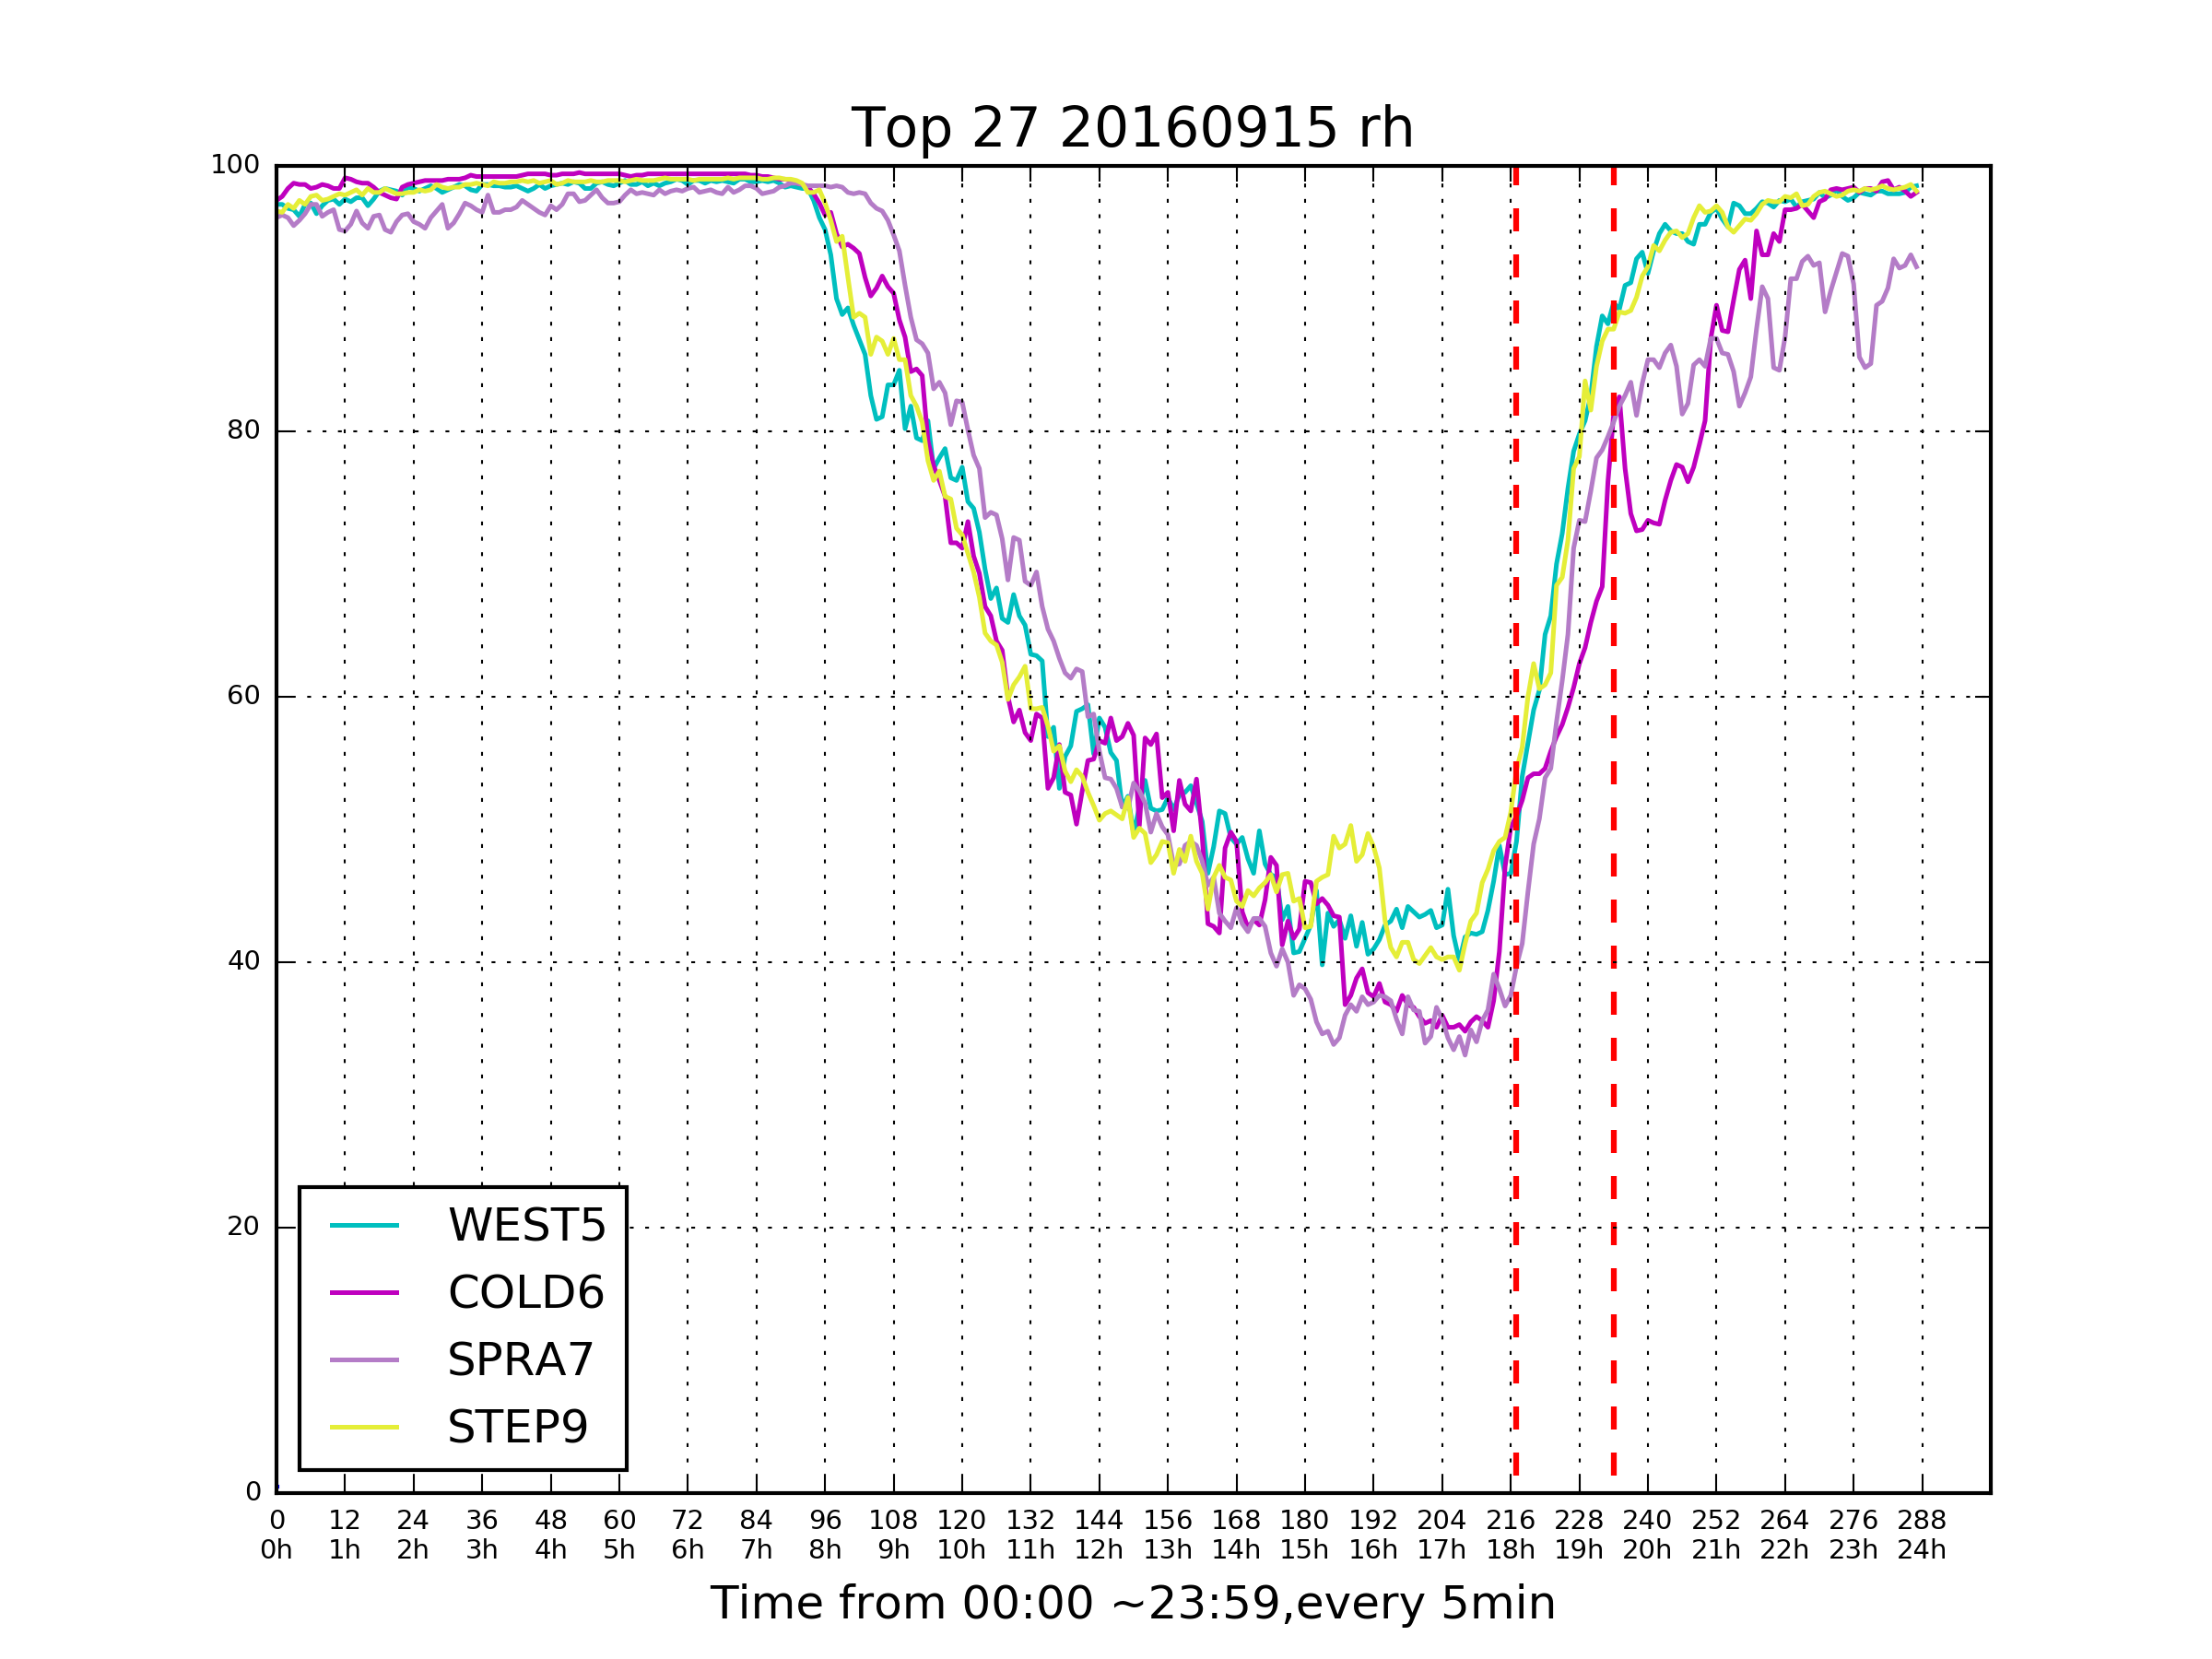 Top 27 20160915 rh
100
80
60
40
20
0
WEST5
COLD6
SPRA7
STEP9
0 12 24 36 48 60 72 84 96 108 120 132 144 156 168 180 192 204 216 228 240 252 264 276 288
0h 1h 2h 3h 4h 5h 6h 7h 8h 9h 10h 11h 12h 13h 14h 15h 16h 17h 18h 19h 20h 21h 22h 23h 24h
Time from 00:00 ~23:59,every 5min